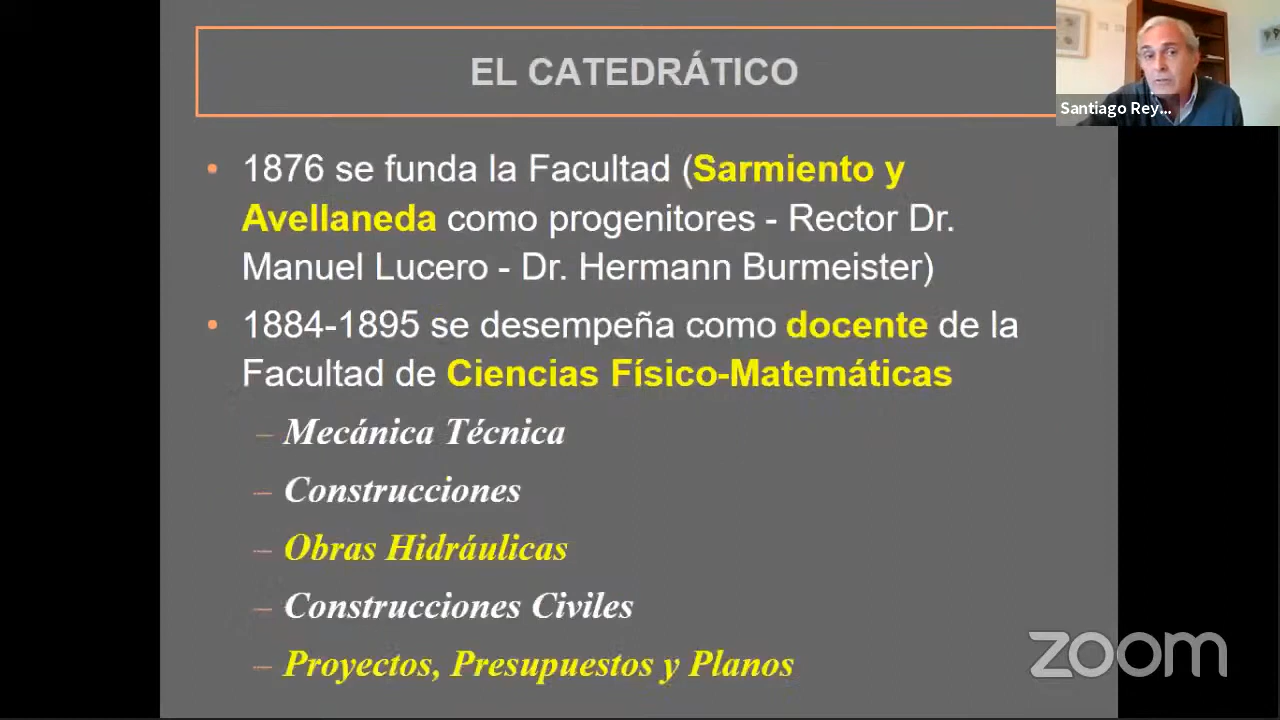 EL CATEDRÁTICO
Santiago Rey...
• 1876 se funda la Facultad (Sarmiento y
Avellaneda como progenitores - Rector Dr.
Manuel Lucero - Dr. Hermann Burmeister)
• 1884-1895 se desempeña como docente de la
Facultad de Ciencias Físico-Matemáticas
– Mecánica Técnica
– Construcciones
– Obras Hidráulicas
– Construcciones Civiles
– Proyectos, Presupuestos y Planos
zoom